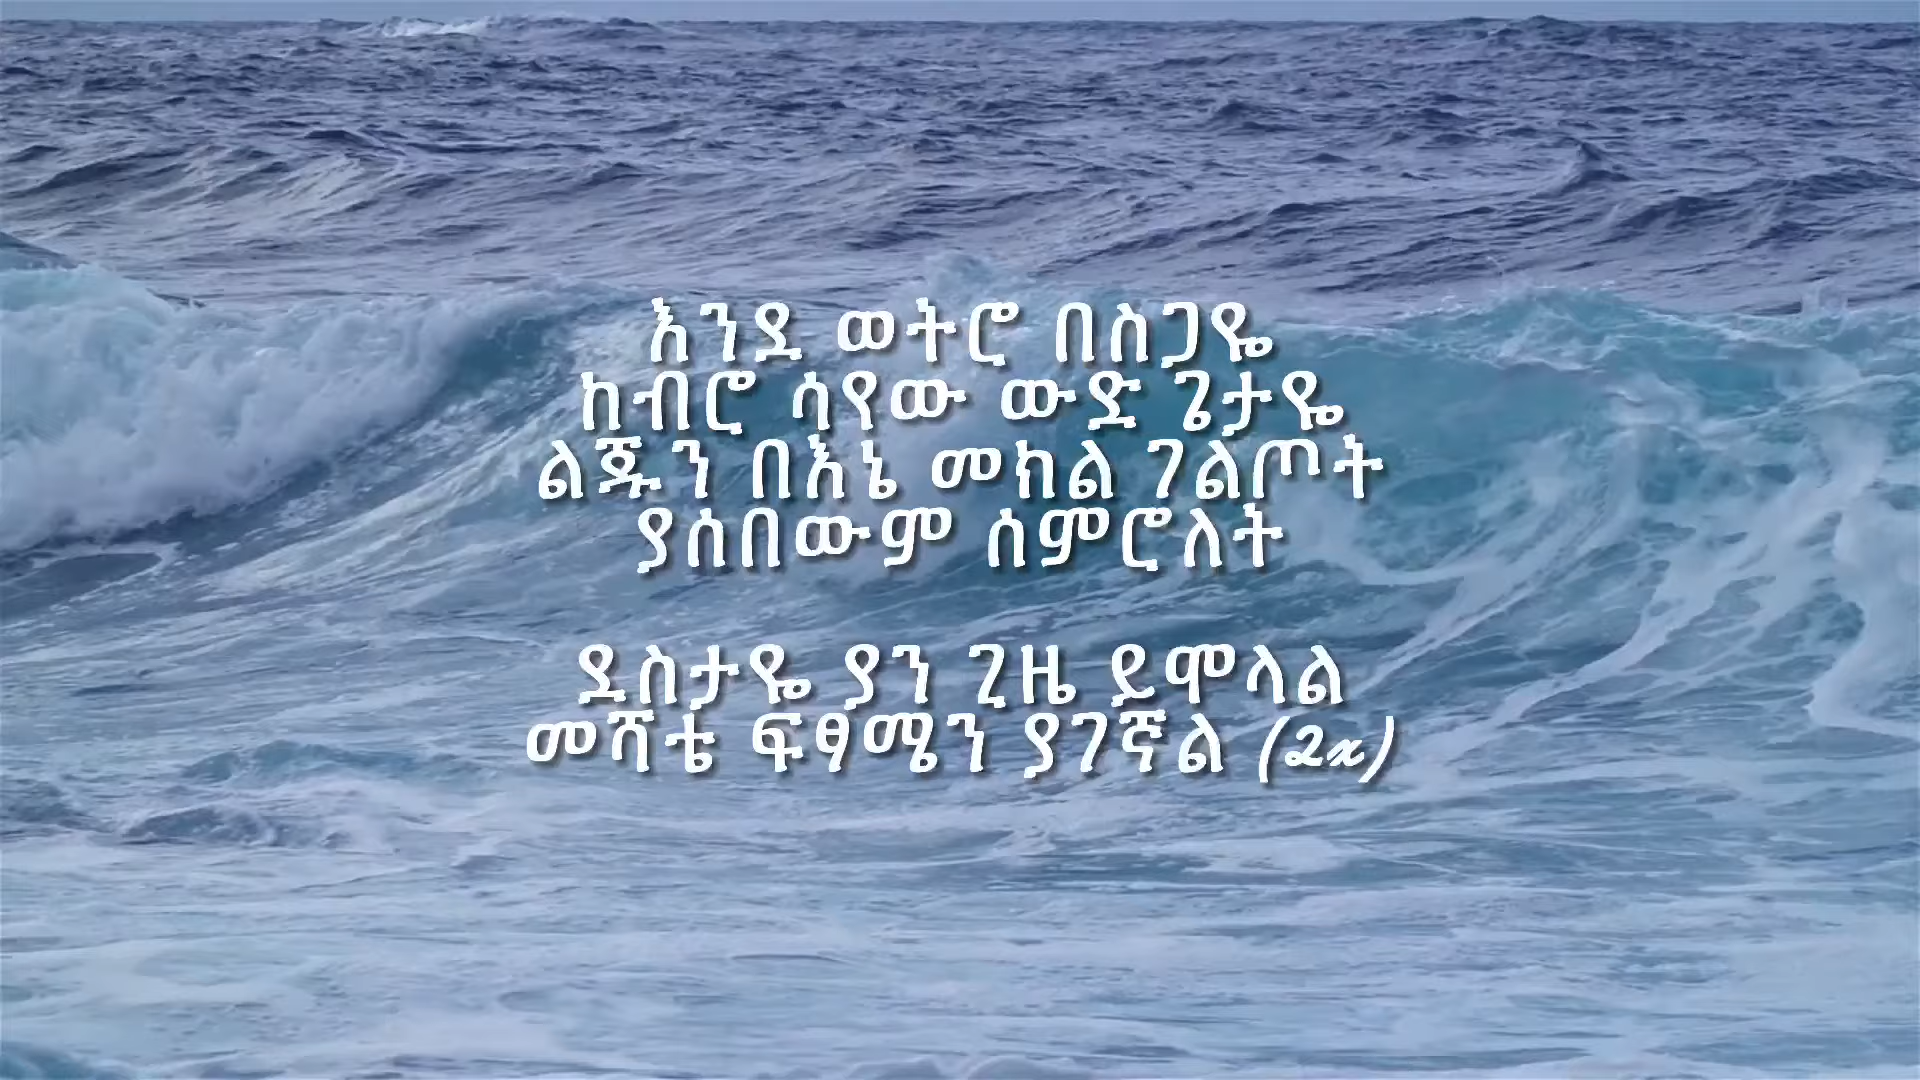 እንደ ወትሮ በስጋዬ
ከብሮ ሳየው ውድ ጌታዬ
ልጁን በእኔ መክል ገልጦት
ያሰበውም ሰምሮለት
ደስታዬ ያን ጊዜ ይሞላል
መሻቴ ፍፃሜን ያገኛል (2x)